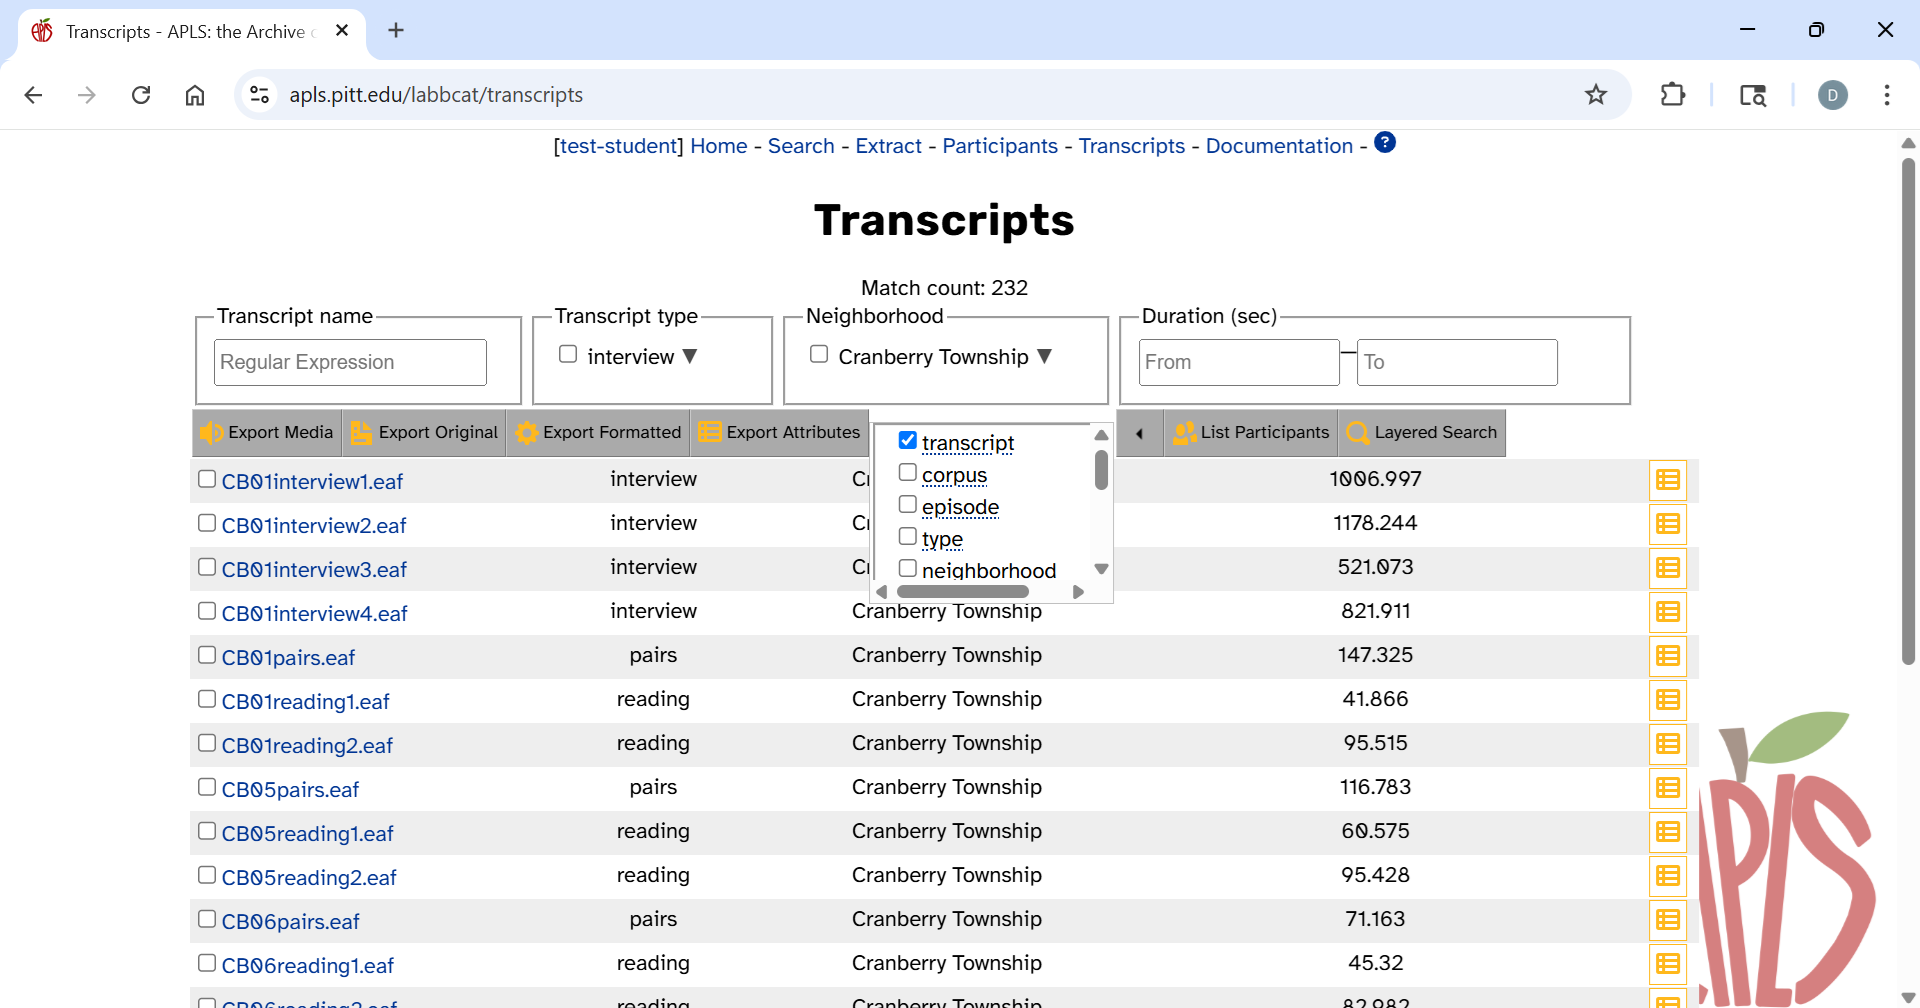 Transcripts - APLS: the Archive
apls.pitt.edu/labbcat/transcripts
D
[test-student] Home - Search - Extract - Participants - Transcripts - Documentation - ?
Transcripts
Match count: 232
Transcript name
Regular Expression
Transcript type
interview ▼
Neighborhood
Cranberry Township ▼
Duration (sec)
From – To
Export Media
Export Original
Export Formatted
Export Attributes
List Participants
Layered Search
transcript
corpus
episode
type
neighborhood
CB01interview1.eaf interview Cr 1006.997
CB01interview2.eaf interview Cr 1178.244
CB01interview3.eaf interview Cr 521.073
CB01interview4.eaf interview Cranberry Township 821.911
CB01pairs.eaf pairs Cranberry Township 147.325
CB01reading1.eaf reading Cranberry Township 41.866
CB01reading2.eaf reading Cranberry Township 95.515
CB05pairs.eaf pairs Cranberry Township 116.783
CB05reading1.eaf reading Cranberry Township 60.575
CB05reading2.eaf reading Cranberry Township 95.428
CB06pairs.eaf pairs Cranberry Township 71.163
CB06reading1.eaf reading Cranberry Township 45.32
CB06reading2.eaf reading Cranberry Township 82.982
APLS